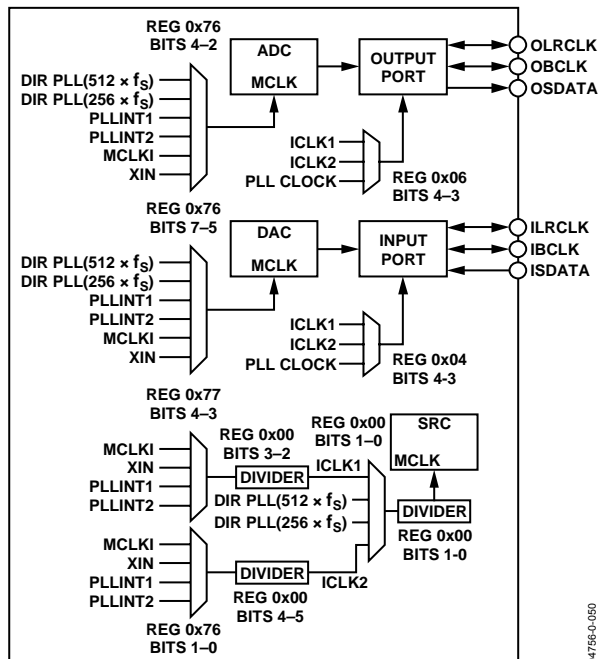 REG 0x76
BITS 4–2
ADC
MCLK
OUTPUT
PORT
OLRCLK
OBCLK
OSDATA
DIR PLL(512 × fS)
DIR PLL(256 × fS)
PLLINT1
PLLINT2
MCLKI
XIN
ICLK1
ICLK2
PLL CLOCK
REG 0x06
BITS 4–3
REG 0x76
BITS 7–5
DAC
MCLK
INPUT
PORT
ILRCLK
IBCLK
ISDATA
DIR PLL(512 × fS)
DIR PLL(256 × fS)
PLLINT1
PLLINT2
MCLKI
XIN
ICLK1
ICLK2
PLL CLOCK
REG 0x04
BITS 4-3
REG 0x77
BITS 4–3
MCLKI
XIN
PLLINT1
PLLINT2
REG 0x00
BITS 3–2
DIVIDER
ICLK1
REG 0x00
BITS 1–0
SRC
MCLK
DIR PLL(512 × fS)
DIR PLL(256 × fS)
DIVIDER
REG 0x00
BITS 1-0
MCLKI
XIN
PLLINT1
PLLINT2
DIVIDER
ICLK2
REG 0x00
BITS 4–5
REG 0x76
BITS 1–0
4756-0-050